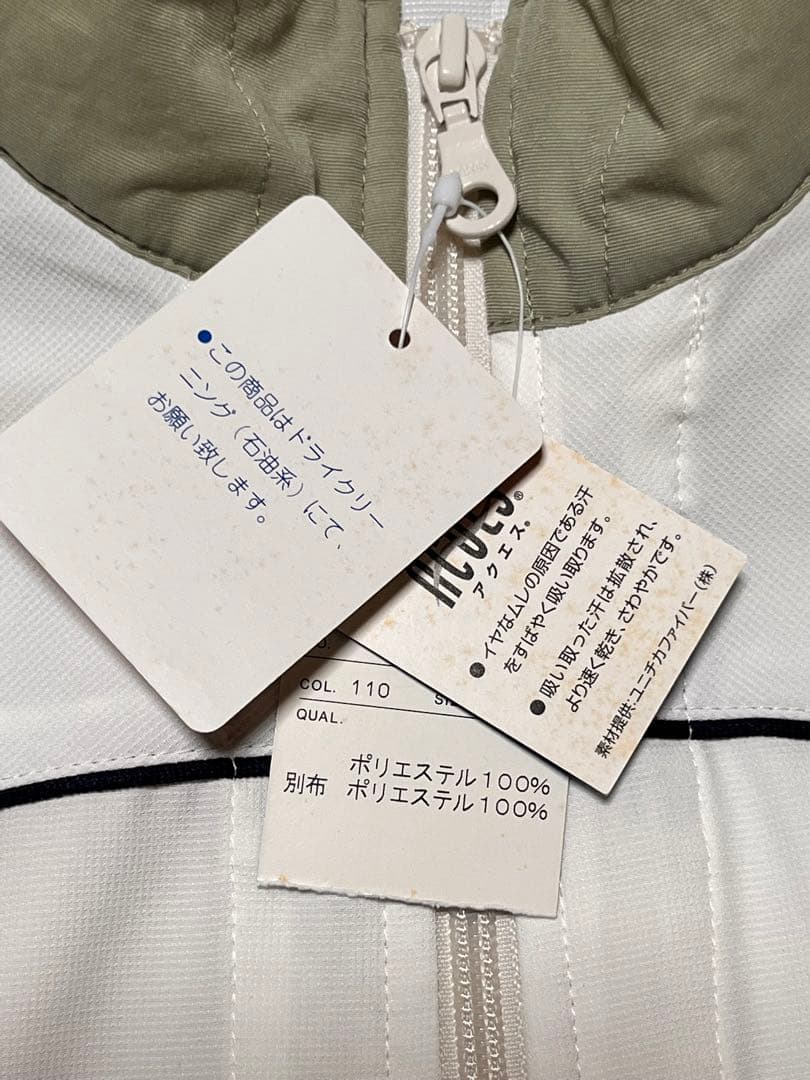 ●この商品はドライクリー
ニング（石油系）にて、
お願い致します。
アクエス®
●イヤなムレの原因である汗
をすばやく吸い取ります。
●吸い取った汗は拡散され、
より速く乾き、さわやかです。
素材提供:ユニチカファイバー(株)
COL. 110
QUAL.
ポリエステル100%
別布 ポリエステル100%